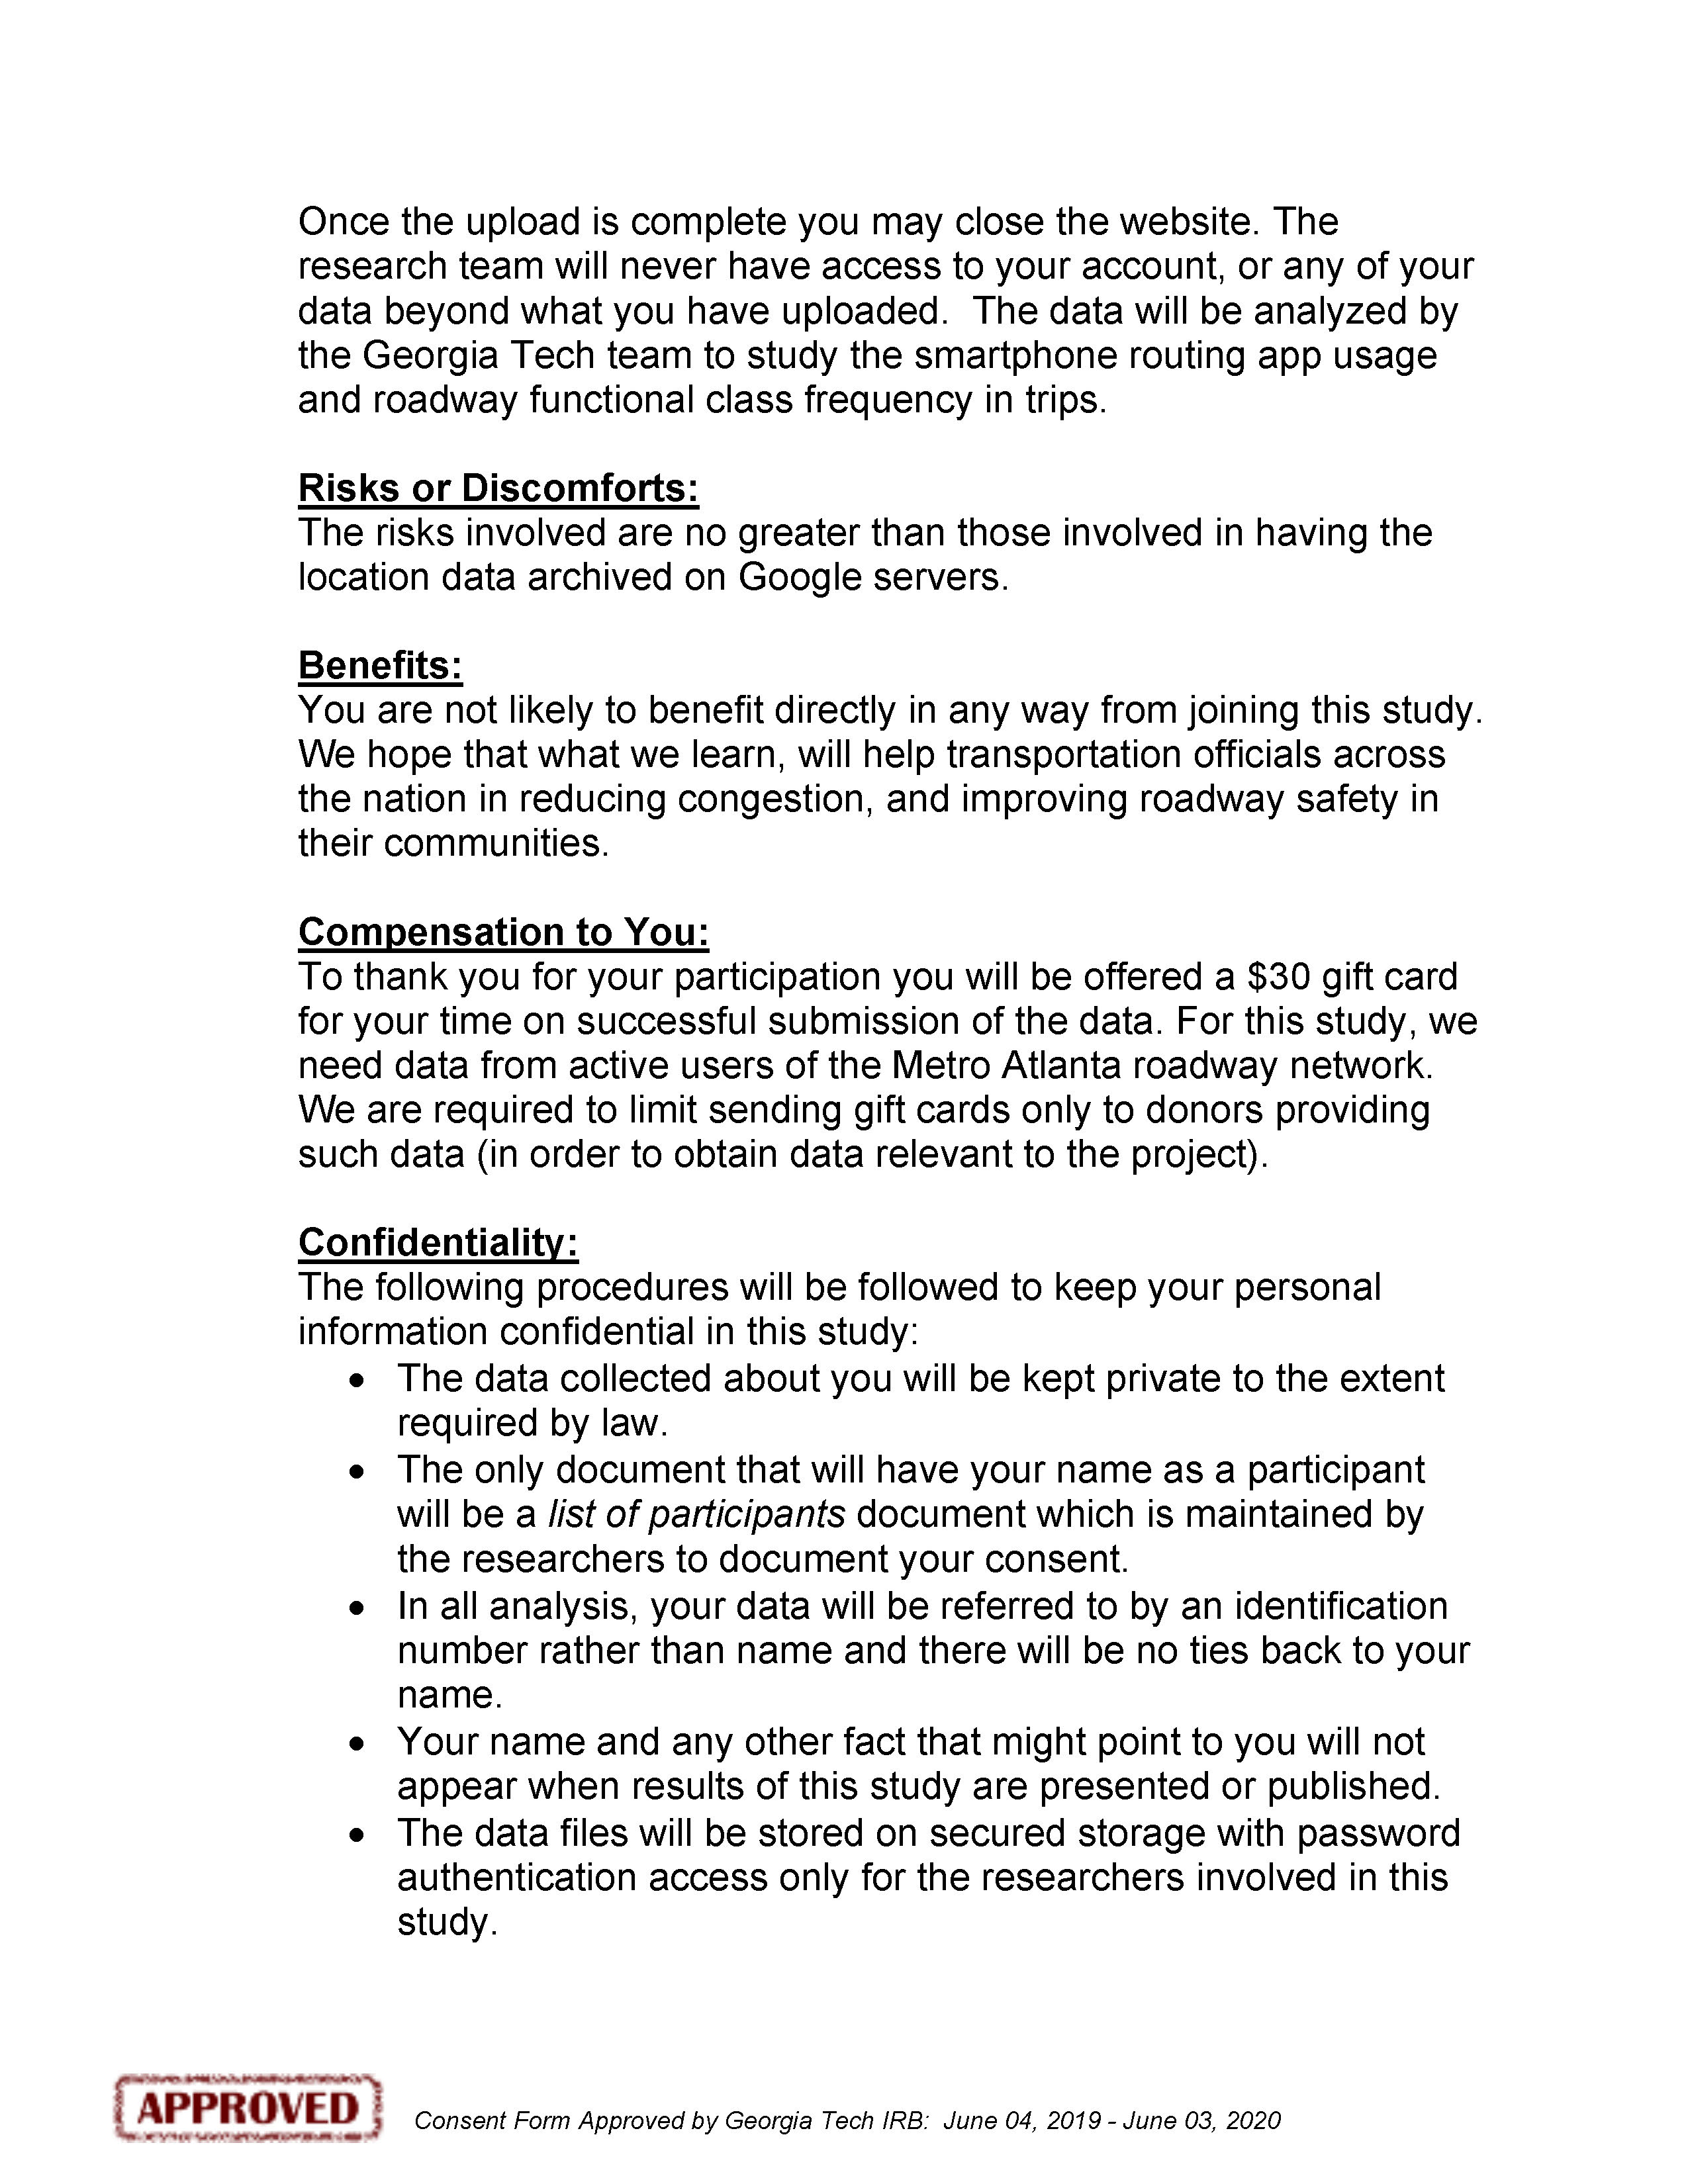 Once the upload is complete you may close the website. The
research team will never have access to your account, or any of your
data beyond what you have uploaded.  The data will be analyzed by
the Georgia Tech team to study the smartphone routing app usage
and roadway functional class frequency in trips.
Risks or Discomforts:
The risks involved are no greater than those involved in having the
location data archived on Google servers.
Benefits:
You are not likely to benefit directly in any way from joining this study.
We hope that what we learn, will help transportation officials across
the nation in reducing congestion, and improving roadway safety in
their communities.
Compensation to You:
To thank you for your participation you will be offered a $30 gift card
for your time on successful submission of the data. For this study, we
need data from active users of the Metro Atlanta roadway network.
We are required to limit sending gift cards only to donors providing
such data (in order to obtain data relevant to the project).
Confidentiality:
The following procedures will be followed to keep your personal
information confidential in this study:
• The data collected about you will be kept private to the extent
required by law.
• The only document that will have your name as a participant
will be a list of participants document which is maintained by
the researchers to document your consent.
• In all analysis, your data will be referred to by an identification
number rather than name and there will be no ties back to your
name.
• Your name and any other fact that might point to you will not
appear when results of this study are presented or published.
• The data files will be stored on secured storage with password
authentication access only for the researchers involved in this
study.
APPROVED
Consent Form Approved by Georgia Tech IRB:  June 04, 2019 - June 03, 2020